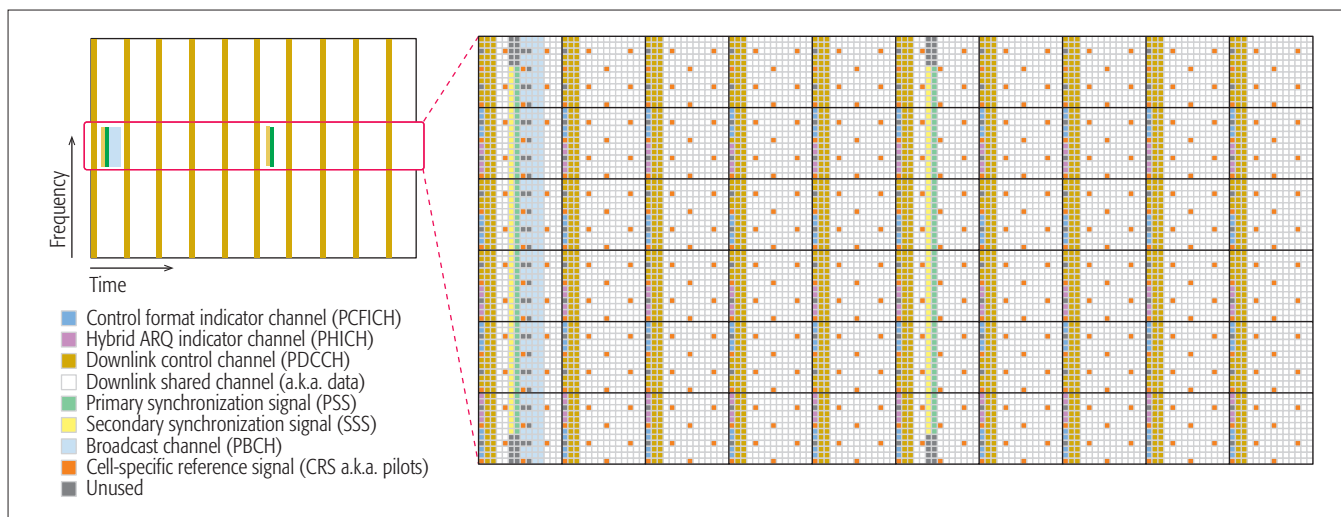 Frequency
Time
Control format indicator channel (PCFICH)
Hybrid ARQ indicator channel (PHICH)
Downlink control channel (PDCCH)
Downlink shared channel (a.k.a. data)
Primary synchronization signal (PSS)
Secondary synchronization signal (SSS)
Broadcast channel (PBCH)
Cell-specific reference signal (CRS a.k.a. pilots)
Unused